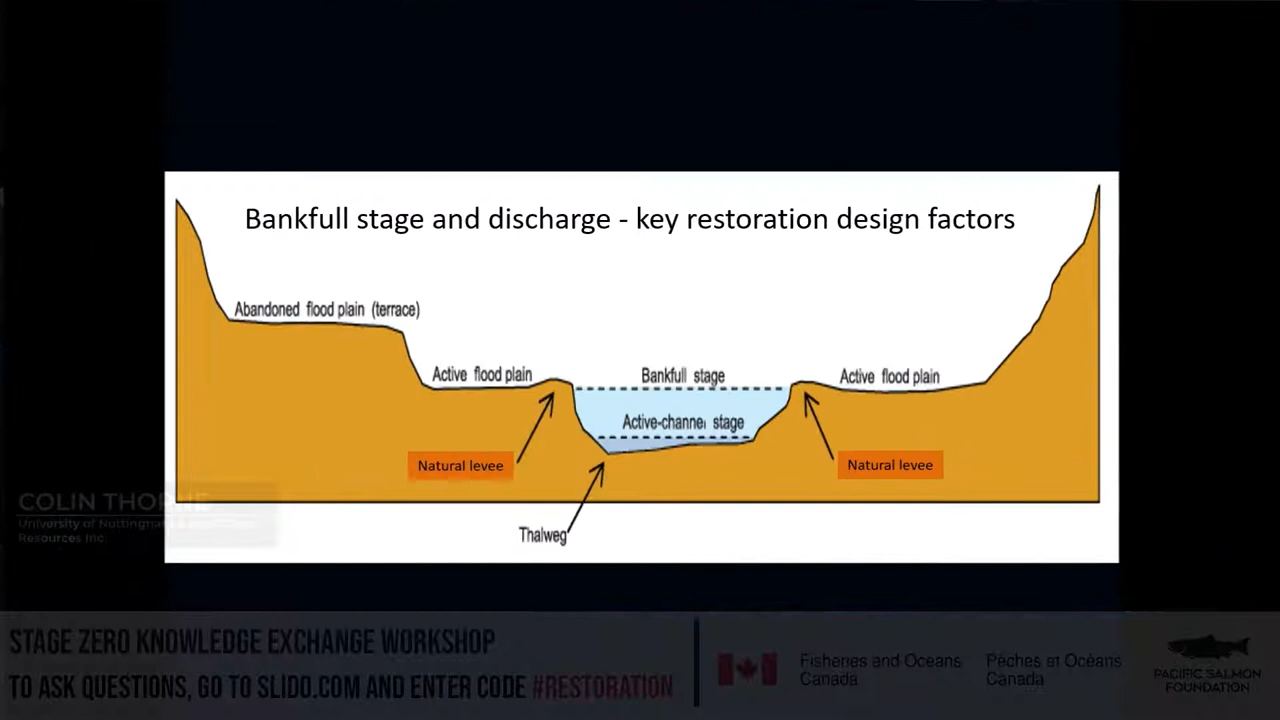 Bankfull stage and discharge - key restoration design factors
Abandoned flood plain (terrace)
Active flood plain
Bankfull stage
Active flood plain
Active-channel stage
Natural levee
Natural levee
Thalweg
COLIN THORNE
University of Nottingham
Resources Inc.
STAGE ZERO KNOWLEDGE EXCHANGE WORKSHOP
TO ASK QUESTIONS, GO TO SLIDO.COM AND ENTER CODE #RESTORATION
Fisheries and Oceans Pêches et Océans
Canada Canada
PACIFIC SALMON
FOUNDATION